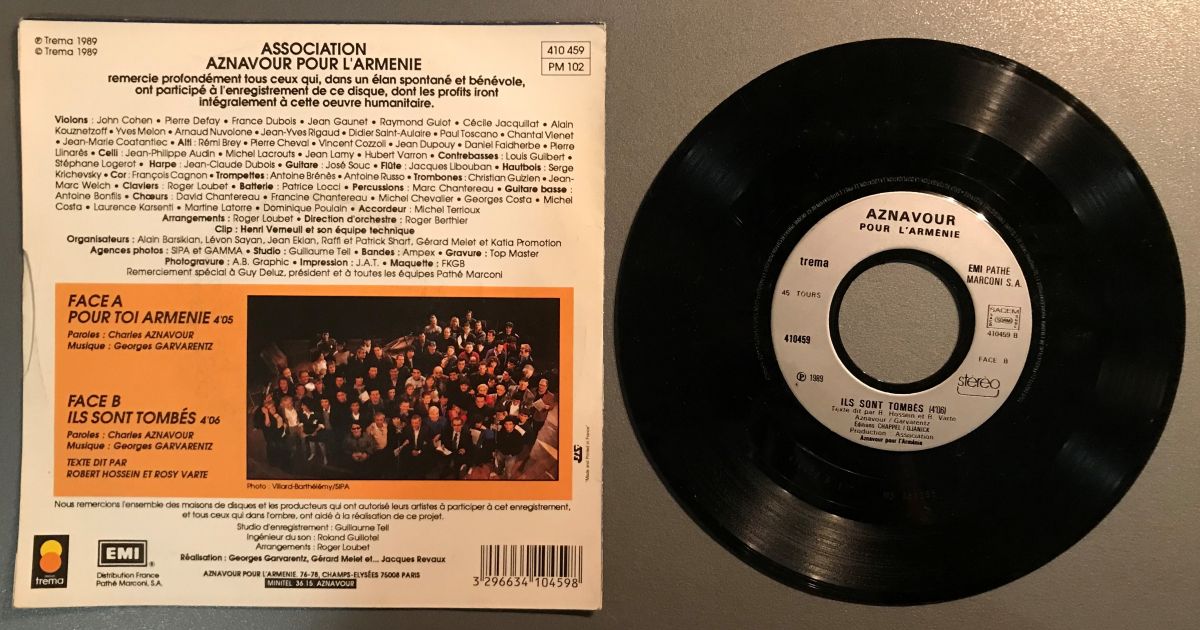 ℗ Trema 1989
© Trema 1989
ASSOCIATION
AZNAVOUR POUR L'ARMENIE
410 459
PM 102
remercie profondément tous ceux qui, dans un élan spontané et bénévole,
ont participé à l'enregistrement de ce disque, dont les profits iront
intégralement à cette oeuvre humanitaire.
Violons : John Cohen • Pierre Defay • France Dubois • Jean Gaunet • Raymond Guiot • Cécile Jacquillat • Alain
Kouznetzoff • Yves Melon • Arnaud Nuvolone • Jean-Yves Rigaud • Didier Saint-Aulaire • Paul Toscano • Chantal Vienet
• Jean-Marie Coatantiec • Alti : Rémi Brey • Pierre Cheval • Vincent Cozzoli • Jean Dupouy • Daniel Faidherbe • Pierre
Llinarès • Celli : Jean-Philippe Audin • Michel Lacrouts • Jean Lamy • Hubert Varron • Contrebasses : Louis Guibert •
Stéphane Logerot • Harpe : Jean-Claude Dubois • Guitare : José Souc • Flûte : Jacques Libouban • Hautbois : Serge
Krichevsky • Cor : François Cagnon • Trompettes : Antoine Brénès • Antoine Russo • Trombones : Christian Guizien • Jean-
Marc Welch • Claviers : Roger Loubet • Batterie : Patrice Locci • Percussions : Marc Chantereau • Guitare basse :
Antoine Bonfils • Chœurs : David Chantereau • Francine Chantereau • Michel Chevalier • Georges Costa • Michel
Costa • Laurence Karsenti • Martine Latorre • Dominique Poulain • Accordeur : Michel Terrioux
Arrangements : Roger Loubet • Direction d'orchestre : Roger Berthier
Clip : Henri Verneuil et son équipe technique
Organisateurs : Alain Barsikian, Lévon Sayan, Jean Ekian, Raffi et Patrick Shart, Gérard Melet et Katia Promotion
Agences photos : SIPA et GAMMA • Studio : Guillaume Tell • Bandes : Ampex • Gravure : Top Master
Photogravure : A.B. Graphic • Impression : J.A.T. • Maquette : FKGB
Remerciement spécial à Guy Deluz, président et à toutes les équipes Pathé Marconi
FACE A
POUR TOI ARMENIE 4'05
Paroles : Charles AZNAVOUR
Musique : Georges GARVARENTZ
FACE B
ILS SONT TOMBÉS 4'06
Paroles : Charles AZNAVOUR
Musique : Georges GARVARENTZ
TEXTE DIT PAR
ROBERT HOSSEIN ET ROSY VARTE
Photo : Villard-Barthélémy/SIPA
"Made and Printed in France"
Nous remercions l'ensemble des maisons de disques et les producteurs qui ont autorisé leurs artistes à participer à cet enregistrement,
et tous ceux qui dans l'ombre, ont aidé à la réalisation de ce projet.
Studio d'enregistrement : Guillaume Tell
Ingénieur du son : Roland Guillotel
Arrangements : Roger Loubet
Réalisation : Georges Garvarentz, Gérard Melet et... Jacques Revaux
trema
EMI
Distribution France
Pathé Marconi, S.A.
AZNAVOUR POUR L'ARMENIE, 76-78, CHAMPS-ELYSÉES 75008 PARIS
MINITEL 36.15 AZNAVOUR
3 296634 104598
AZNAVOUR
POUR L'ARMÉNIE
trema
EMI PATHE
MARCONI S.A.
45 TOURS
SACEM
410459 B
410459
FACE B
℗ 1989
stéréo
ILS SONT TOMBÉS (4'06)
Texte dit par R. Hossein et R. Varte
Aznavour / Garvarentz
Éditions CHAPPEL / DJANICK
Production : Association
Aznavour pour l'Arménie